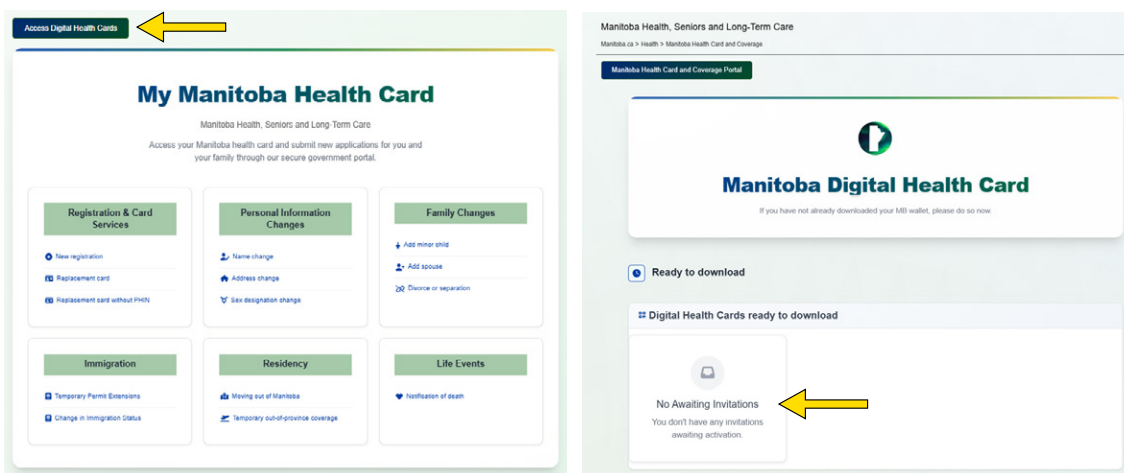 Access Digital Health Cards
My Manitoba Health Card
Manitoba Health, Seniors and Long-Term Care
Access your Manitoba health card and submit new applications for you and
your family through our secure government portal.
Registration & Card
Services
New registration
Replacement card
Replacement card without PHIN
Personal Information
Changes
Name change
Address change
Sex designation change
Family Changes
Add minor child
Add spouse
Divorce or separation
Immigration
Temporary Permit Extensions
Change in Immigration Status
Residency
Moving out of Manitoba
Temporary out-of-province coverage
Life Events
Notification of death
Manitoba Health, Seniors and Long-Term Care
Manitoba.ca > Health > Manitoba Health Card and Coverage
Manitoba Health Card and Coverage Portal
Manitoba Digital Health Card
If you have not already downloaded your MB wallet, please do so now.
Ready to download
Digital Health Cards ready to download
No Awaiting Invitations
You don't have any invitations
awaiting activation.